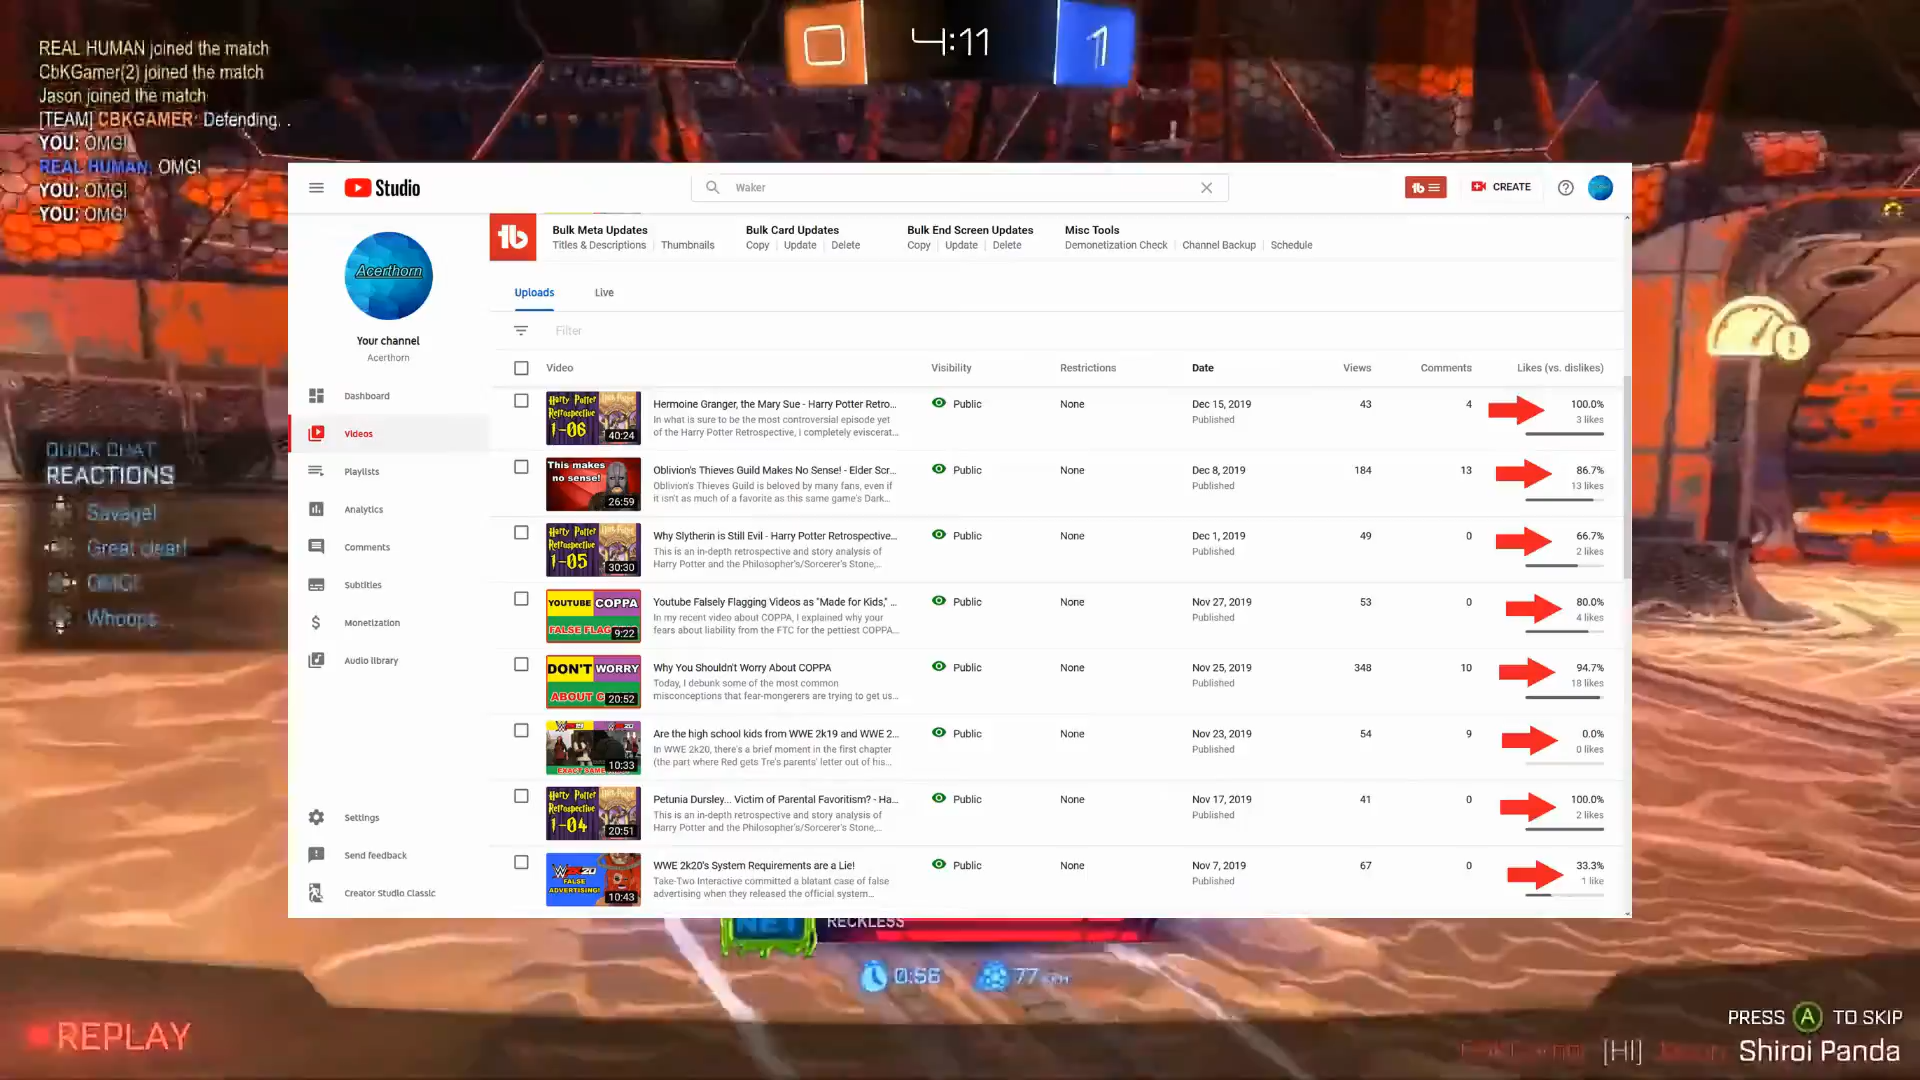 REAL HUMAN joined the match
CbKGamer(2) joined the match
Jason joined the match
[TEAM] CBKGAMER: Defending. .
YOU: OMG!
REAL HUMAN: OMG!
YOU: OMG!
YOU: OMG!
0
4:11
1
Studio
Waker
CREATE
Acerthorn
Your channel
Acerthorn
Dashboard
Videos
Playlists
Analytics
Comments
Subtitles
Monetization
Audio library
Settings
Send feedback
Creator Studio Classic
Bulk Meta Updates
Titles & Descriptions
Thumbnails
Bulk Card Updates
Copy
Update
Delete
Bulk End Screen Updates
Copy
Update
Delete
Misc Tools
Demonetization Check
Channel Backup
Schedule
Uploads
Live
Filter
Video
Visibility
Restrictions
Date
Views
Comments
Likes (vs. dislikes)
Harry Potter
Retrospective
1-06
40:24
Hermoine Granger, the Mary Sue - Harry Potter Retro...
In what is sure to be the most controversial episode yet
of the Harry Potter Retrospective, I completely eviscerat...
Public
None
Dec 15, 2019
Published
43
4
100.0%
3 likes
This makes
no sense!
26:59
Oblivion's Thieves Guild Makes No Sense! - Elder Scr...
Oblivion's Thieves Guild is beloved by many fans, even if
it isn't as much of a favorite as this same game's Dark...
Public
None
Dec 8, 2019
Published
184
13
86.7%
13 likes
Harry Potter
Retrospective
1-05
30:30
Why Slytherin is Still Evil - Harry Potter Retrospective...
This is an in-depth retrospective and story analysis of
Harry Potter and the Philosopher's/Sorcerer's Stone,...
Public
None
Dec 1, 2019
Published
49
0
66.7%
2 likes
YOUTUBE COPPA
FALSE FLAG
9:22
Youtube Falsely Flagging Videos as "Made for Kids," ...
In my recent video about COPPA, I explained why your
fears about liability from the FTC for the pettiest COPPA...
Public
None
Nov 27, 2019
Published
53
0
80.0%
4 likes
DON'T WORRY
ABOUT C
20:52
Why You Shouldn't Worry About COPPA
Today, I debunk some of the most common
misconceptions that fear-mongerers are trying to get us...
Public
None
Nov 25, 2019
Published
348
10
94.7%
18 likes
10:33
Are the high school kids from WWE 2k19 and WWE 2...
In WWE 2k20, there's a brief moment in the first chapter
(the part where Red gets Tre's parents' letter out of his...
Public
None
Nov 23, 2019
Published
54
9
0.0%
0 likes
Harry Potter
Retrospective
1-04
20:51
Petunia Dursley... Victim of Parental Favoritism? - Ha...
This is an in-depth retrospective and story analysis of
Harry Potter and the Philosopher's/Sorcerer's Stone,...
Public
None
Nov 17, 2019
Published
41
0
100.0%
2 likes
2K20
FALSE
ADVERTISING!
10:43
WWE 2k20's System Requirements are a Lie!
Take-Two Interactive committed a blatant case of false
advertising when they released the official system...
Public
None
Nov 7, 2019
Published
67
0
33.3%
1 like
QUICK CHAT
REACTIONS
Savage!
Great clear!
OMG!
Whoops...
RECKLESS
0:56
77
REPLAY
PRESS A TO SKIP
[HI]
Shiroi Panda